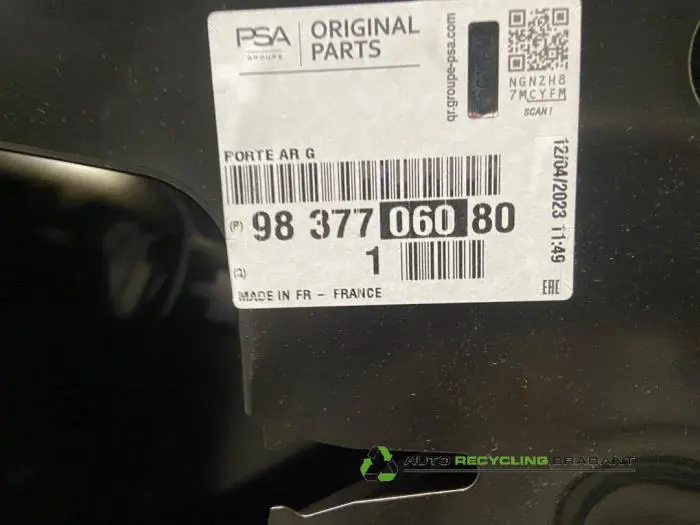 PSA
GROUPE
ORIGINAL
PARTS
qr.groupe-psa.com
NGNZH8
7MCYFM
SCAN!
PORTE AR G
(P) 98 377 060 80
(Q) 1
MADE IN FR - FRANCE
12/04/2023 11:49
EAC
AUTO RECYCLING BRABANT